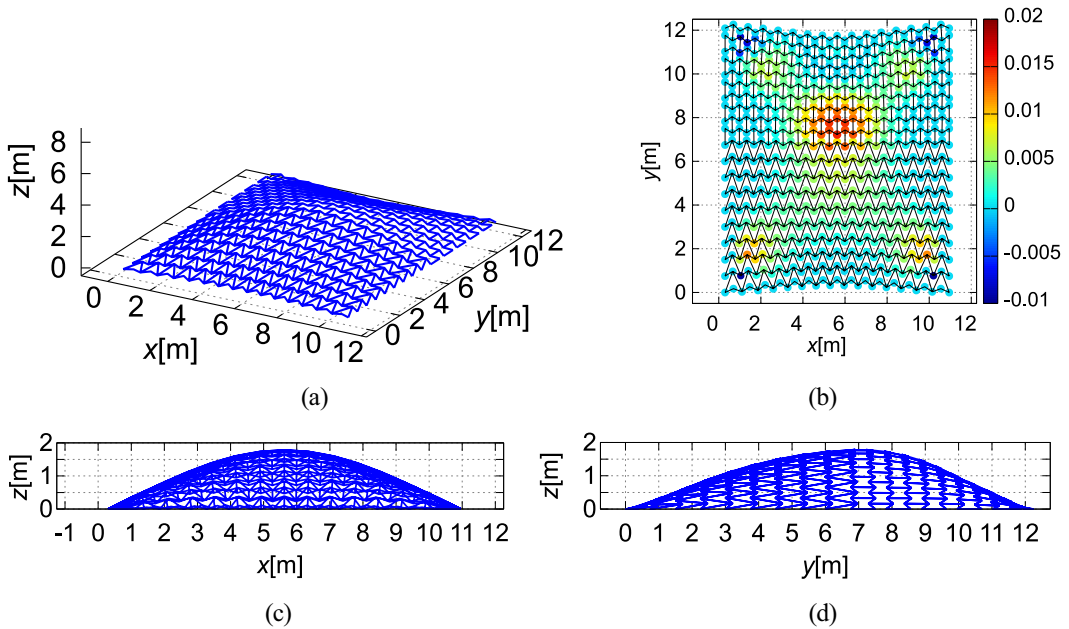 8
6
4
2
0
z[m]
0
2
4
6
8
10
12
x[m]
0
2
4
6
8
10
12
y[m]
(a)
12
10
8
6
4
2
0
y[m]
0 2 4 6 8 10 12
x[m]
0.02
0.015
0.01
0.005
0
-0.005
-0.01
(b)
2
1
0
z[m]
-1 0 1 2 3 4 5 6 7 8 9 10 11 12
x[m]
(c)
2
1
0
z[m]
0 1 2 3 4 5 6 7 8 9 10 11 12
y[m]
(d)